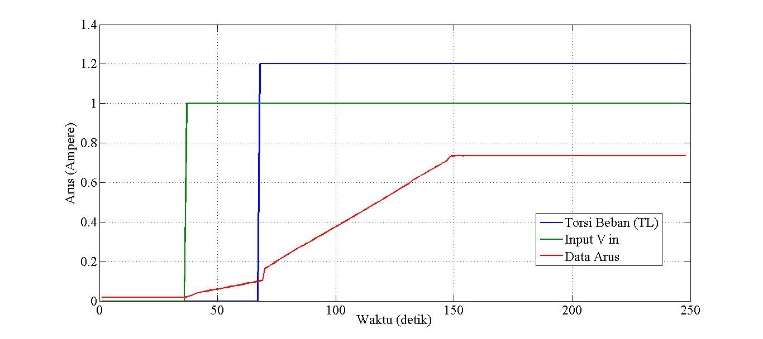 1.4
1.2
1
0.8
0.6
0.4
0.2
0
Arus (Ampere)
Torsi Beban (TL)
Input V in
Data Arus
0 50 100 150 200 250
Waktu (detik)